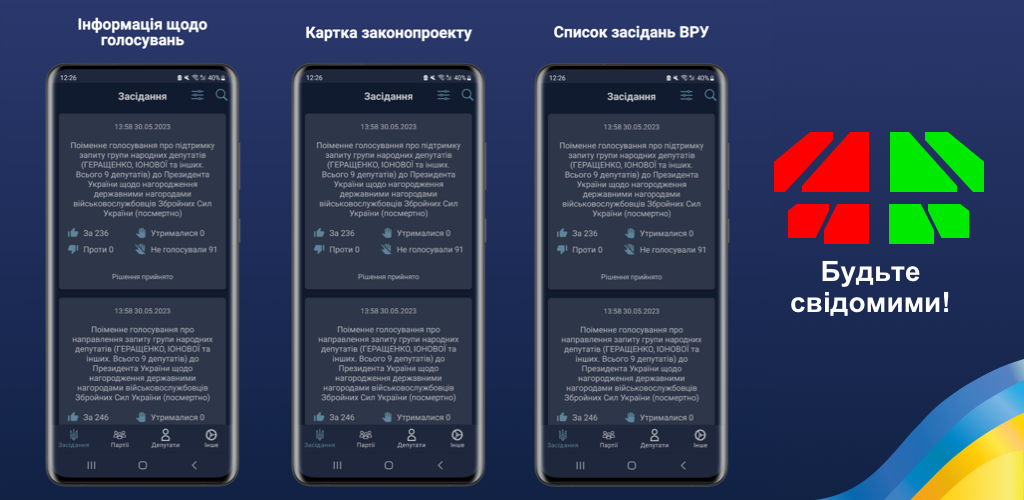 Інформація щодо
голосувань
12:26
40%
Засідання
13:58 30.05.2023
Поіменне голосування про підтримку
запиту групи народних депутатів
(ГЕРАЩЕНКО, ІОНОВОЇ та інших.
Всього 9 депутатів) до Президента
України щодо нагородження
державними нагородами
військовослужбовців Збройних Сил
України (посмертно)
За 236
Утрималися 0
Проти 0
Не голосували 91
Рішення прийнято
13:58 30.05.2023
Поіменне голосування про
направлення запиту групи народних
депутатів (ГЕРАЩЕНКО, ІОНОВОЇ та
інших. Всього 9 депутатів) до
Президента України щодо
нагородження державними
нагородами військовослужбовців
Збройних Сил України (посмертно)
За 246
Утрималися 0
Засідання
Партії
Депутати
Інше
Картка законопроекту
12:26
40%
Засідання
13:58 30.05.2023
Поіменне голосування про підтримку
запиту групи народних депутатів
(ГЕРАЩЕНКО, ІОНОВОЇ та інших.
Всього 9 депутатів) до Президента
України щодо нагородження
державними нагородами
військовослужбовців Збройних Сил
України (посмертно)
За 236
Утрималися 0
Проти 0
Не голосували 91
Рішення прийнято
13:58 30.05.2023
Поіменне голосування про
направлення запиту групи народних
депутатів (ГЕРАЩЕНКО, ІОНОВОЇ та
інших. Всього 9 депутатів) до
Президента України щодо
нагородження державними
нагородами військовослужбовців
Збройних Сил України (посмертно)
За 246
Утрималися 0
Засідання
Партії
Депутати
Інше
Список засідань ВРУ
12:26
40%
Засідання
13:58 30.05.2023
Поіменне голосування про підтримку
запиту групи народних депутатів
(ГЕРАЩЕНКО, ІОНОВОЇ та інших.
Всього 9 депутатів) до Президента
України щодо нагородження
державними нагородами
військовослужбовців Збройних Сил
України (посмертно)
За 236
Утрималися 0
Проти 0
Не голосували 91
Рішення прийнято
13:58 30.05.2023
Поіменне голосування про
направлення запиту групи народних
депутатів (ГЕРАЩЕНКО, ІОНОВОЇ та
інших. Всього 9 депутатів) до
Президента України щодо
нагородження державними
нагородами військовослужбовців
Збройних Сил України (посмертно)
За 246
Утрималися 0
Засідання
Партії
Депутати
Інше
Будьте
свідомими!